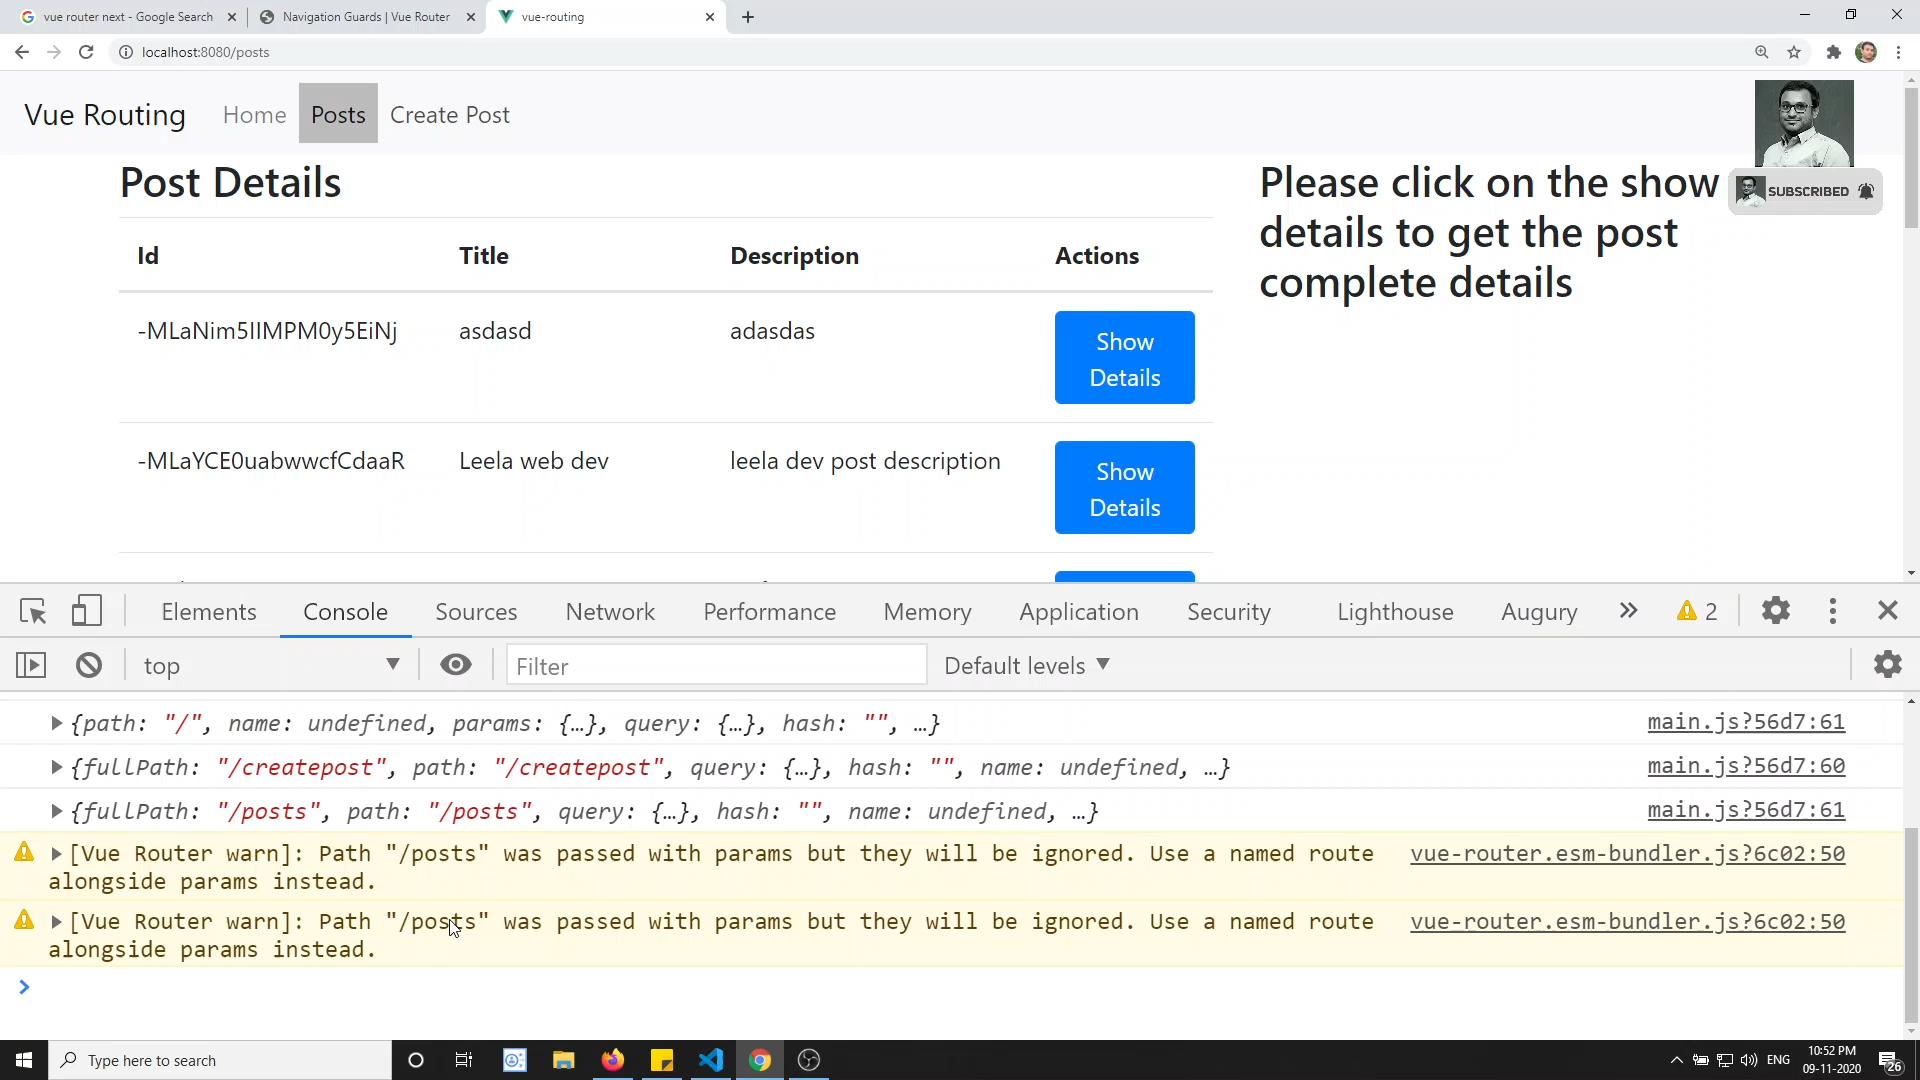 vue router next - Google Search
Navigation Guards | Vue Router
vue-routing
localhost:8080/posts
Vue Routing
Home
Posts
Create Post
SUBSCRIBED
Post Details
Please click on the show
details to get the post
complete details
Id Title Description Actions
-MLaNim5IIMPM0y5EiNj asdasd adasdas Show
Details
-MLaYCE0uabwwcfCdaaR Leela web dev leela dev post description Show
Details
Elements Console Sources Network Performance Memory Application Security Lighthouse Augury 2
top Filter Default levels
{path: "/", name: undefined, params: {…}, query: {…}, hash: "", …} main.js?56d7:61
{fullPath: "/createpost", path: "/createpost", query: {…}, hash: "", name: undefined, …} main.js?56d7:60
{fullPath: "/posts", path: "/posts", query: {…}, hash: "", name: undefined, …} main.js?56d7:61
[Vue Router warn]: Path "/posts" was passed with params but they will be ignored. Use a named route vue-router.esm-bundler.js?6c02:50
alongside params instead.
[Vue Router warn]: Path "/posts" was passed with params but they will be ignored. Use a named route vue-router.esm-bundler.js?6c02:50
alongside params instead.
Type here to search
ENG
10:52 PM
09-11-2020
26